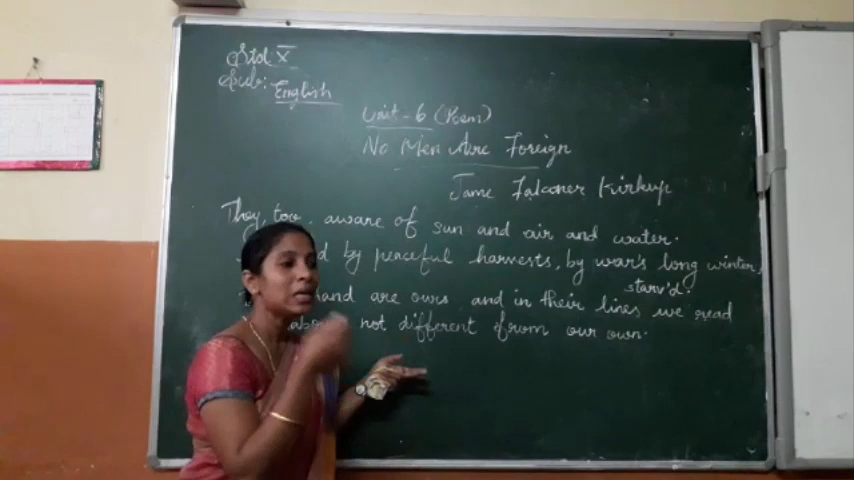 Std X
Sub:- English
Unit - 6 (Poem)
No Men Are Foreign
Jame Falconer Kirkup
They, too, aware of sun and air and water.
by peaceful harvests, by war's long winter,
starv'd.
and are ours and in their lines we read
not different from our own.